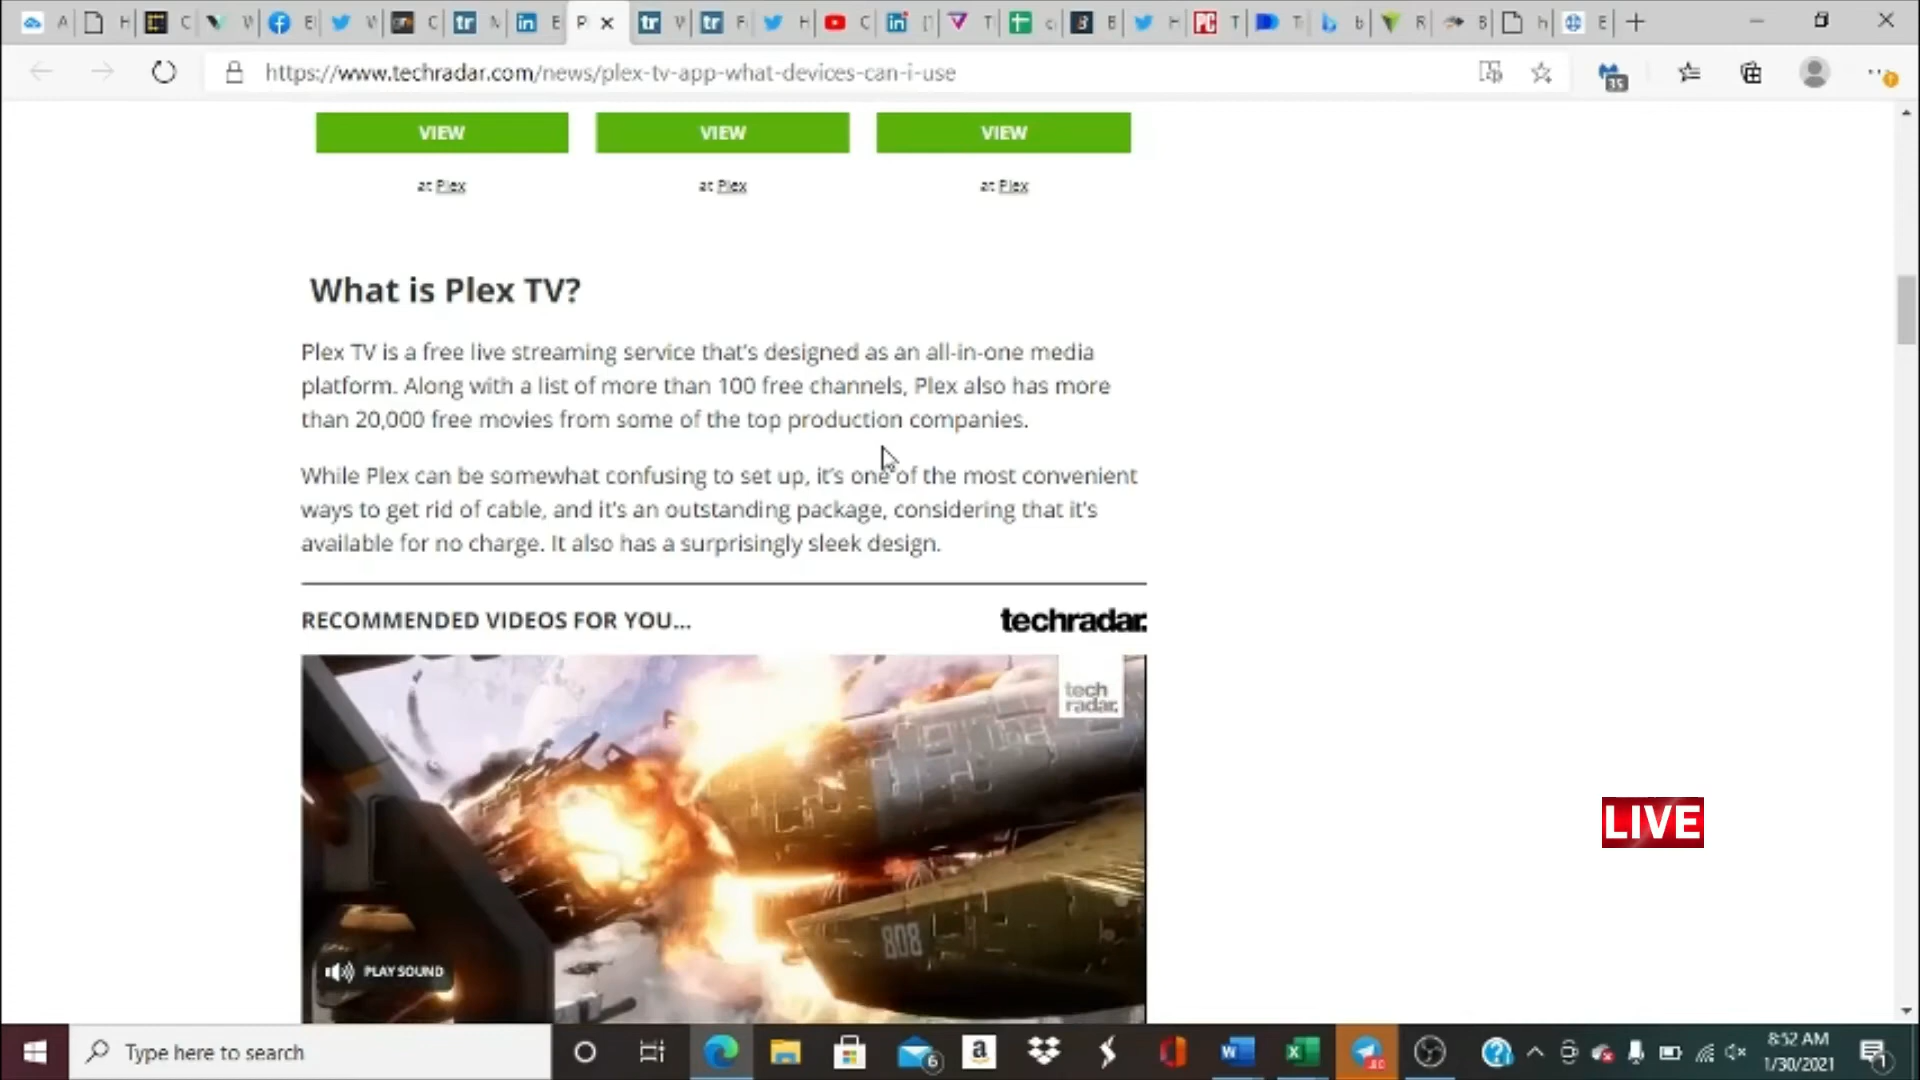 https://www.techradar.com/news/plex-tv-app-what-devices-can-i-use
35
VIEW VIEW VIEW
at Plex at Plex at Plex
What is Plex TV?
Plex TV is a free live streaming service that's designed as an all-in-one media
platform. Along with a list of more than 100 free channels, Plex also has more
than 20,000 free movies from some of the top production companies.
While Plex can be somewhat confusing to set up, it's one of the most convenient
ways to get rid of cable, and it's an outstanding package, considering that it's
available for no charge. It also has a surprisingly sleek design.
RECOMMENDED VIDEOS FOR YOU...
techradar.
tech
radar.
808
LIVE
PLAY SOUND
Type here to search
6
8:52 AM
1/30/2021
1